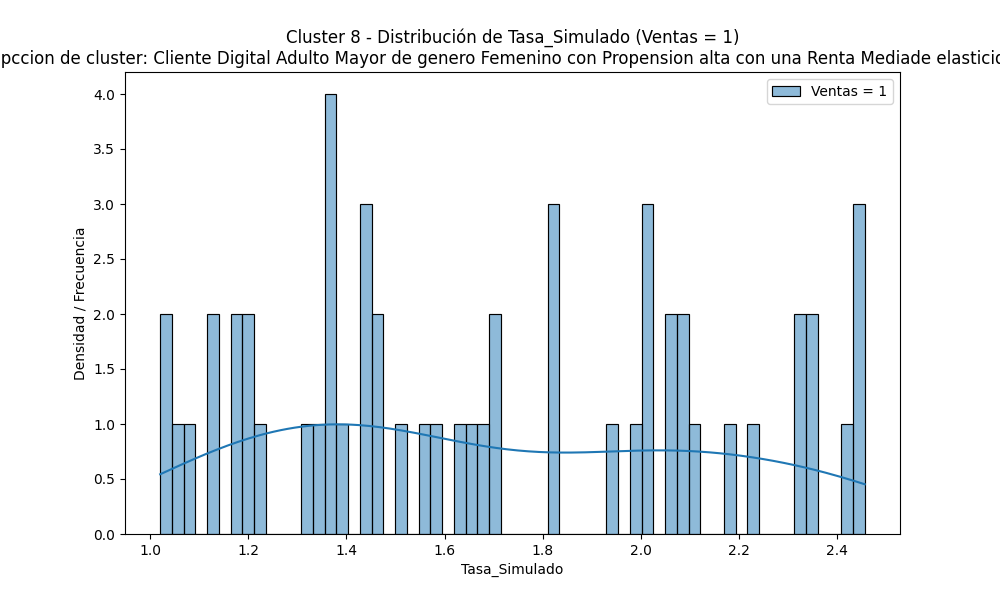 Cluster 8 - Distribución de Tasa_Simulado (Ventas = 1)
pccion de cluster: Cliente Digital Adulto Mayor de genero Femenino con Propension alta con una Renta Mediade elastici
Ventas = 1
4.0
3.5
3.0
2.5
2.0
1.5
1.0
0.5
0.0
Densidad / Frecuencia
1.0 1.2 1.4 1.6 1.8 2.0 2.2 2.4
Tasa_Simulado